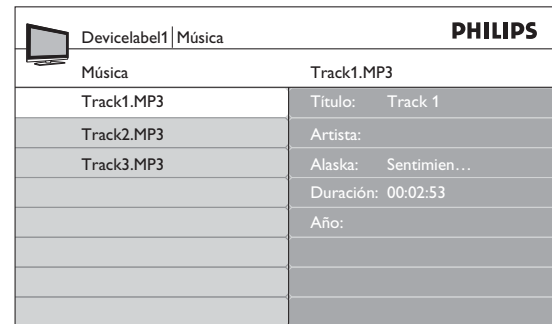 Devicelabel1 Música
PHILIPS
Música
Track1.MP3
Track1.MP3
Track2.MP3
Track3.MP3
Titulo: Track 1
Artista:
Alaska: Sentimien…
Duración: 00:02:53
Año: